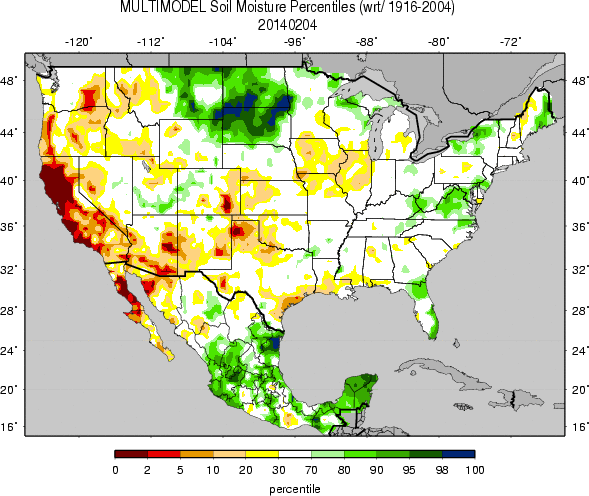 MULTIMODEL Soil Moisture Percentiles (wrt/ 1916-2004)
20140204
-120° -112° -104° -96° -88° -80° -72°
48° 48°
44° 44°
40° 40°
36° 36°
32° 32°
28° 28°
24° 24°
20° 20°
16° 16°
0 2 5 10 20 30 70 80 90 95 98 100
percentile